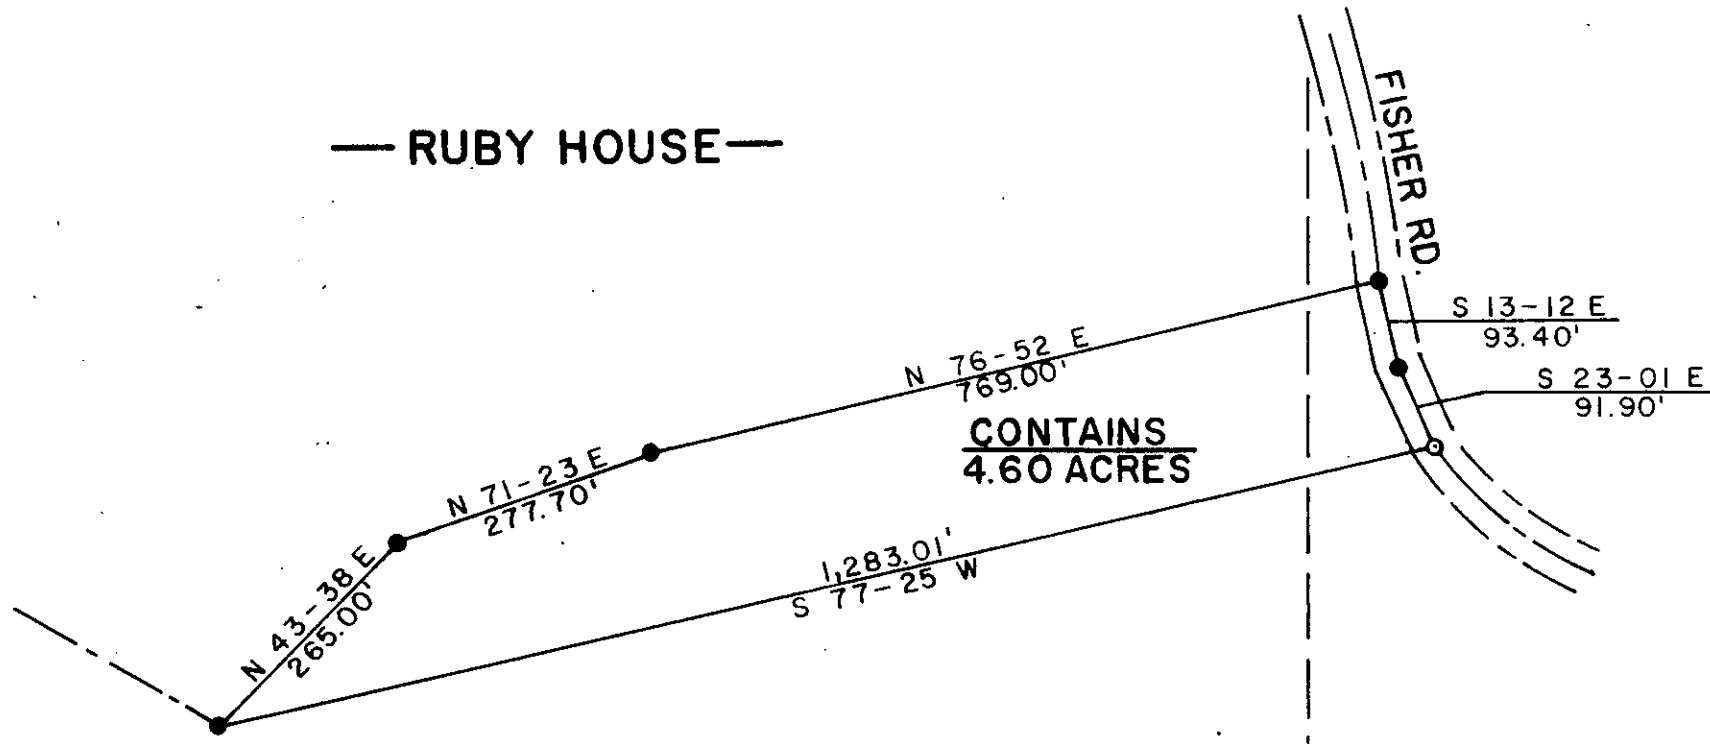 — RUBY HOUSE —
FISHER RD.
S 13-12 E
93.40'
N 76-52 E
769.00'
S 23-01 E
91.90'
CONTAINS
4.60 ACRES
N 71-23 E
277.70'
1,283.01'
S 77-25 W
N 43-38 E
265.00'